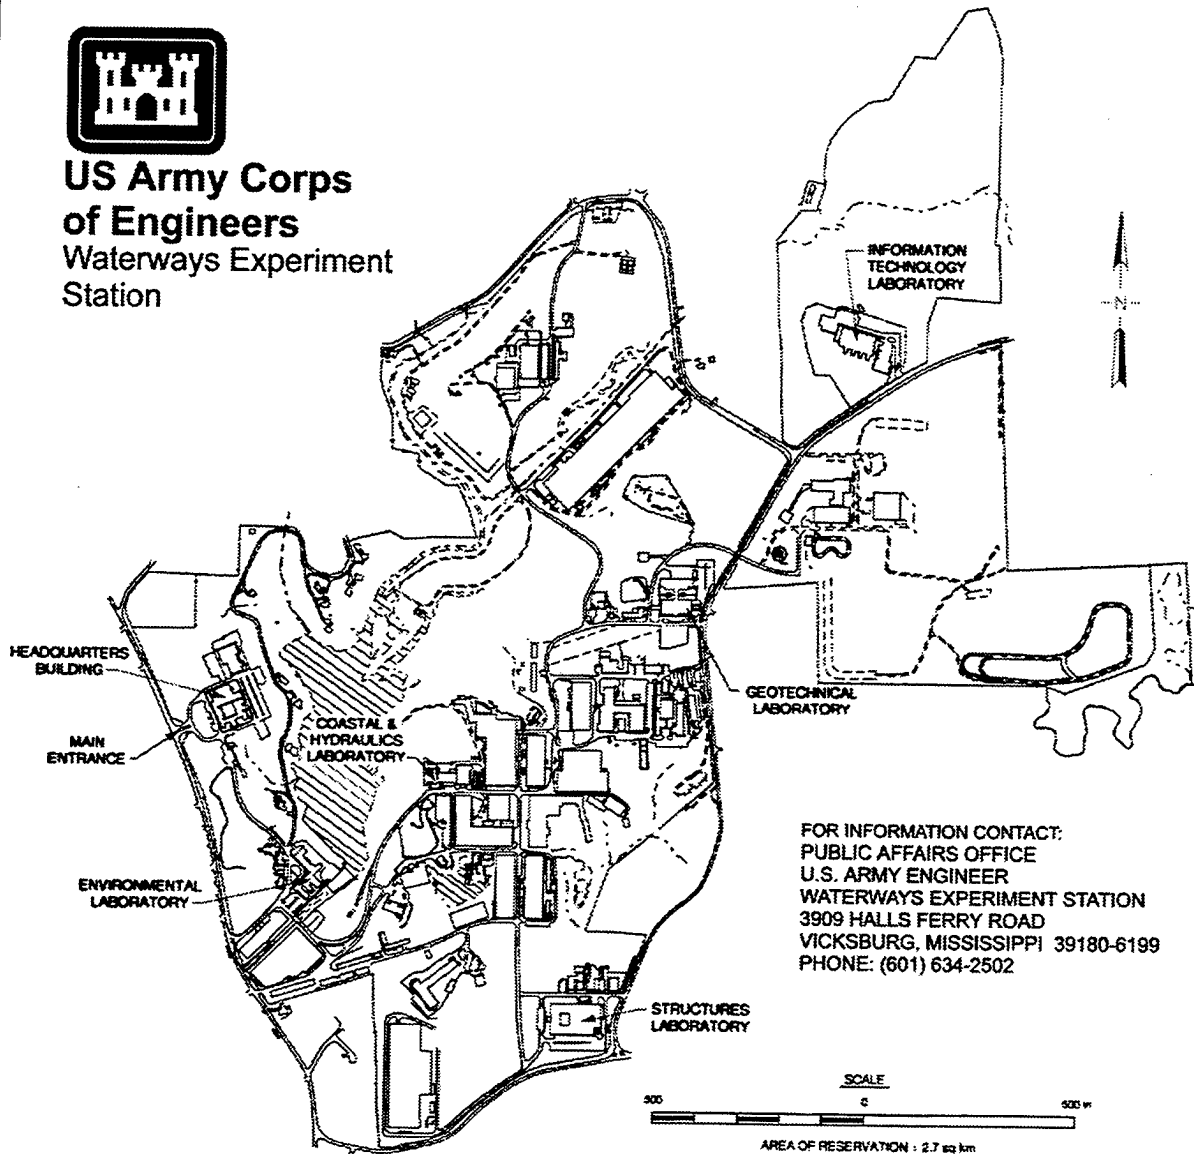 US Army Corps
of Engineers
Waterways Experiment
Station
INFORMATION
TECHNOLOGY
LABORATORY
N
HEADQUARTERS
BUILDING
MAIN
ENTRANCE
COASTAL &
HYDRAULICS
LABORATORY
GEOTECHNICAL
LABORATORY
ENVIRONMENTAL
LABORATORY
STRUCTURES
LABORATORY
FOR INFORMATION CONTACT:
PUBLIC AFFAIRS OFFICE
U.S. ARMY ENGINEER
WATERWAYS EXPERIMENT STATION
3909 HALLS FERRY ROAD
VICKSBURG, MISSISSIPPI 39180-6199
PHONE: (601) 634-2502
SCALE
500 0 500 m
AREA OF RESERVATION : 2.7 sq km